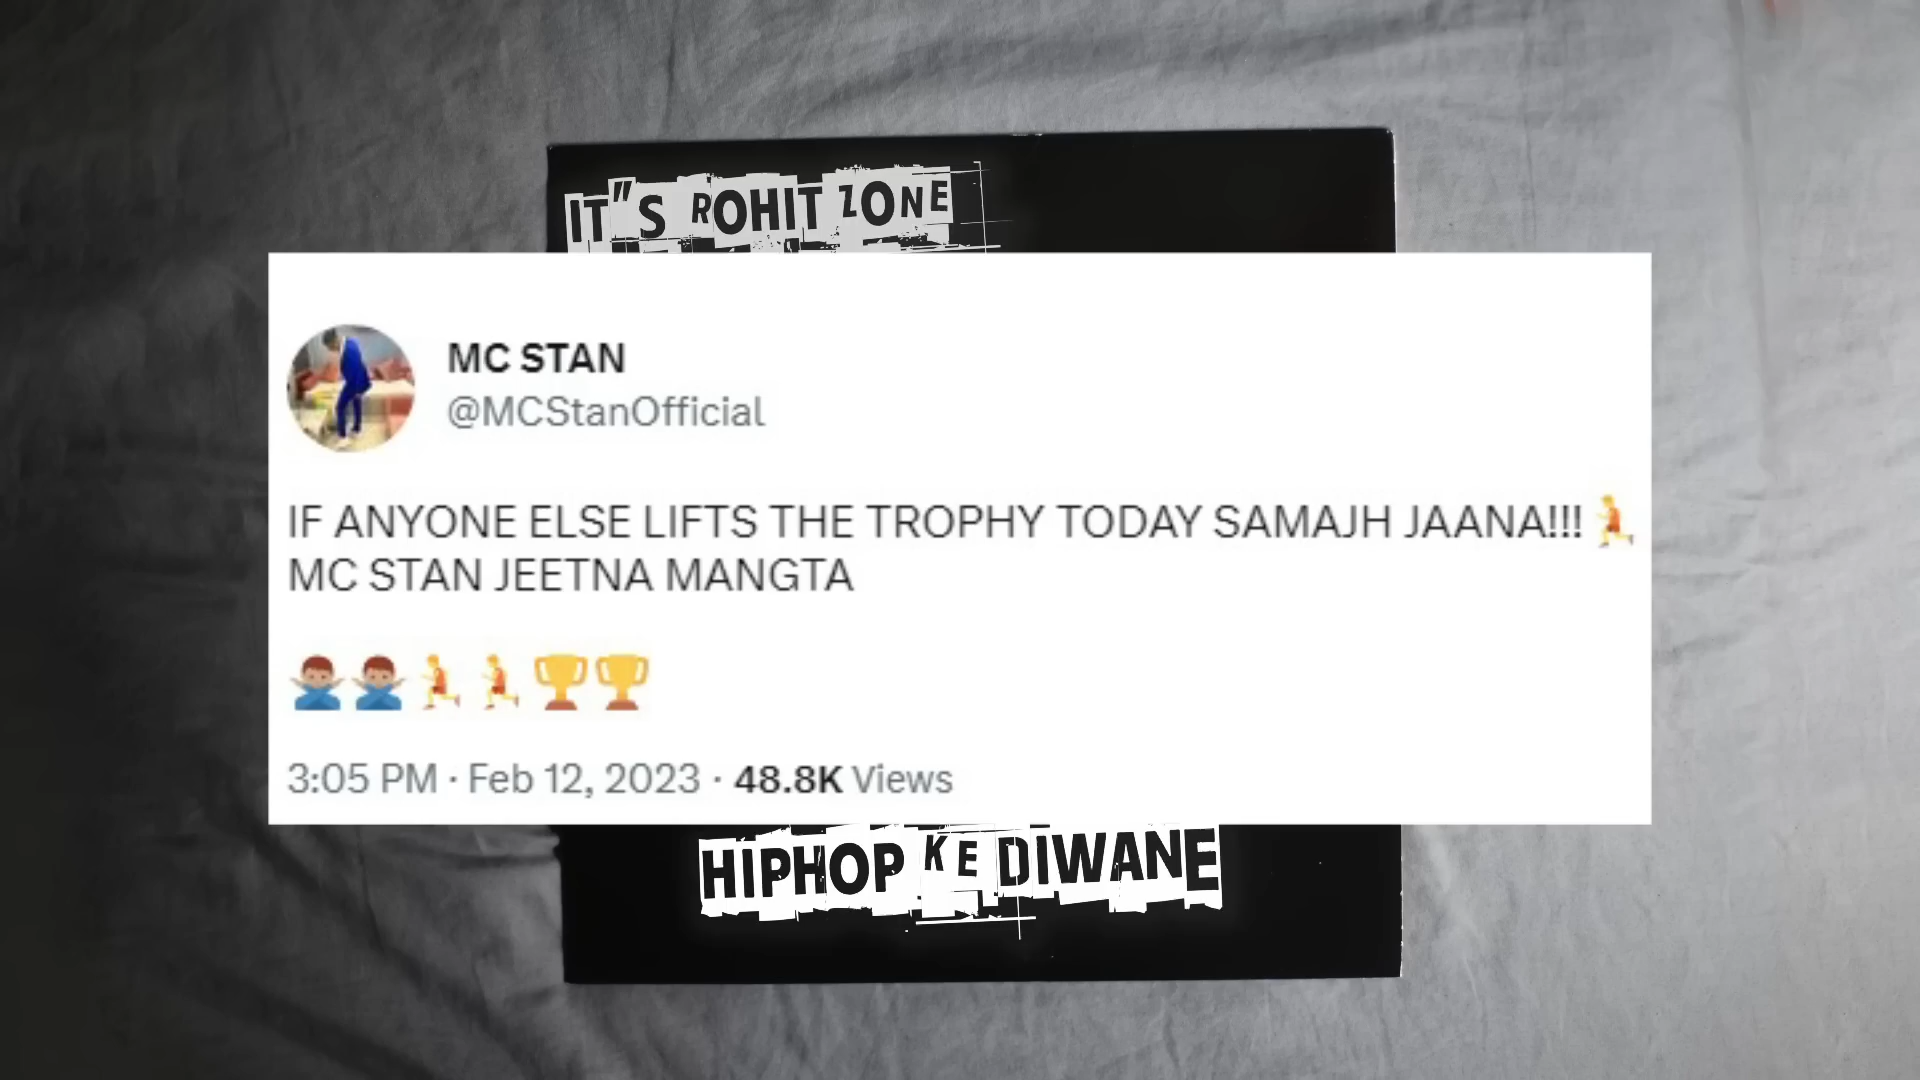 IT"S ROHIT ZONE
MC STAN
@MCStanOfficial
IF ANYONE ELSE LIFTS THE TROPHY TODAY SAMAJH JAANA!!! 🏃
MC STAN JEETNA MANGTA
🙅‍♂️🙅‍♂️🏃🏃🏆🏆
3:05 PM · Feb 12, 2023 · 48.8K Views
HIPHOP KE DIWANE